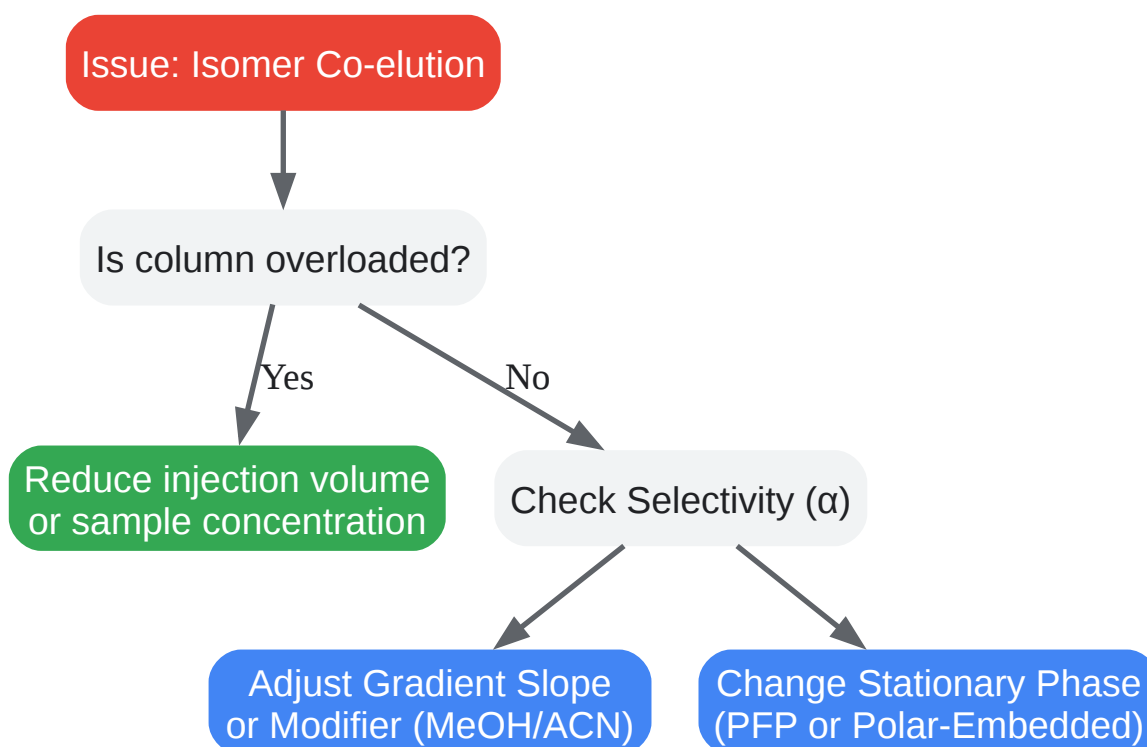 Issue: Isomer Co-elution
Is column overloaded?
Yes
No
Reduce injection volume
or sample concentration
Check Selectivity (α)
Adjust Gradient Slope
or Modifier (MeOH/ACN)
Change Stationary Phase
(PFP or Polar-Embedded)